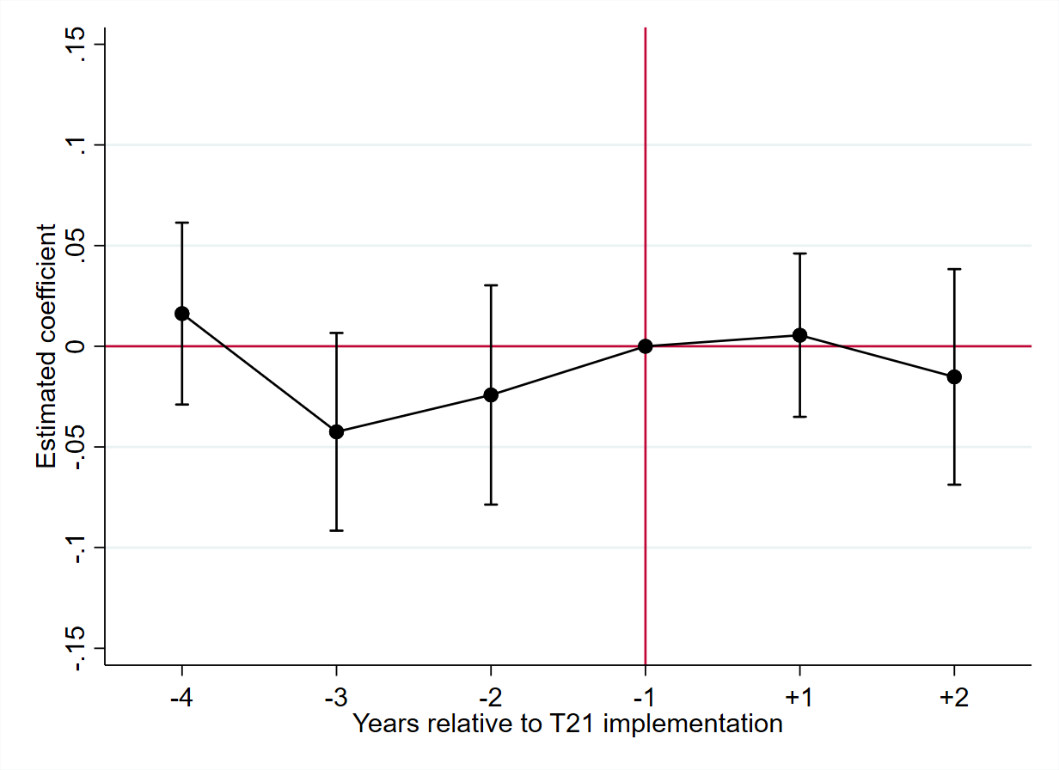 Estimated coefficient
.15
.1
.05
0
-.05
-.1
-.15
-4 -3 -2 -1 +1 +2
Years relative to T21 implementation